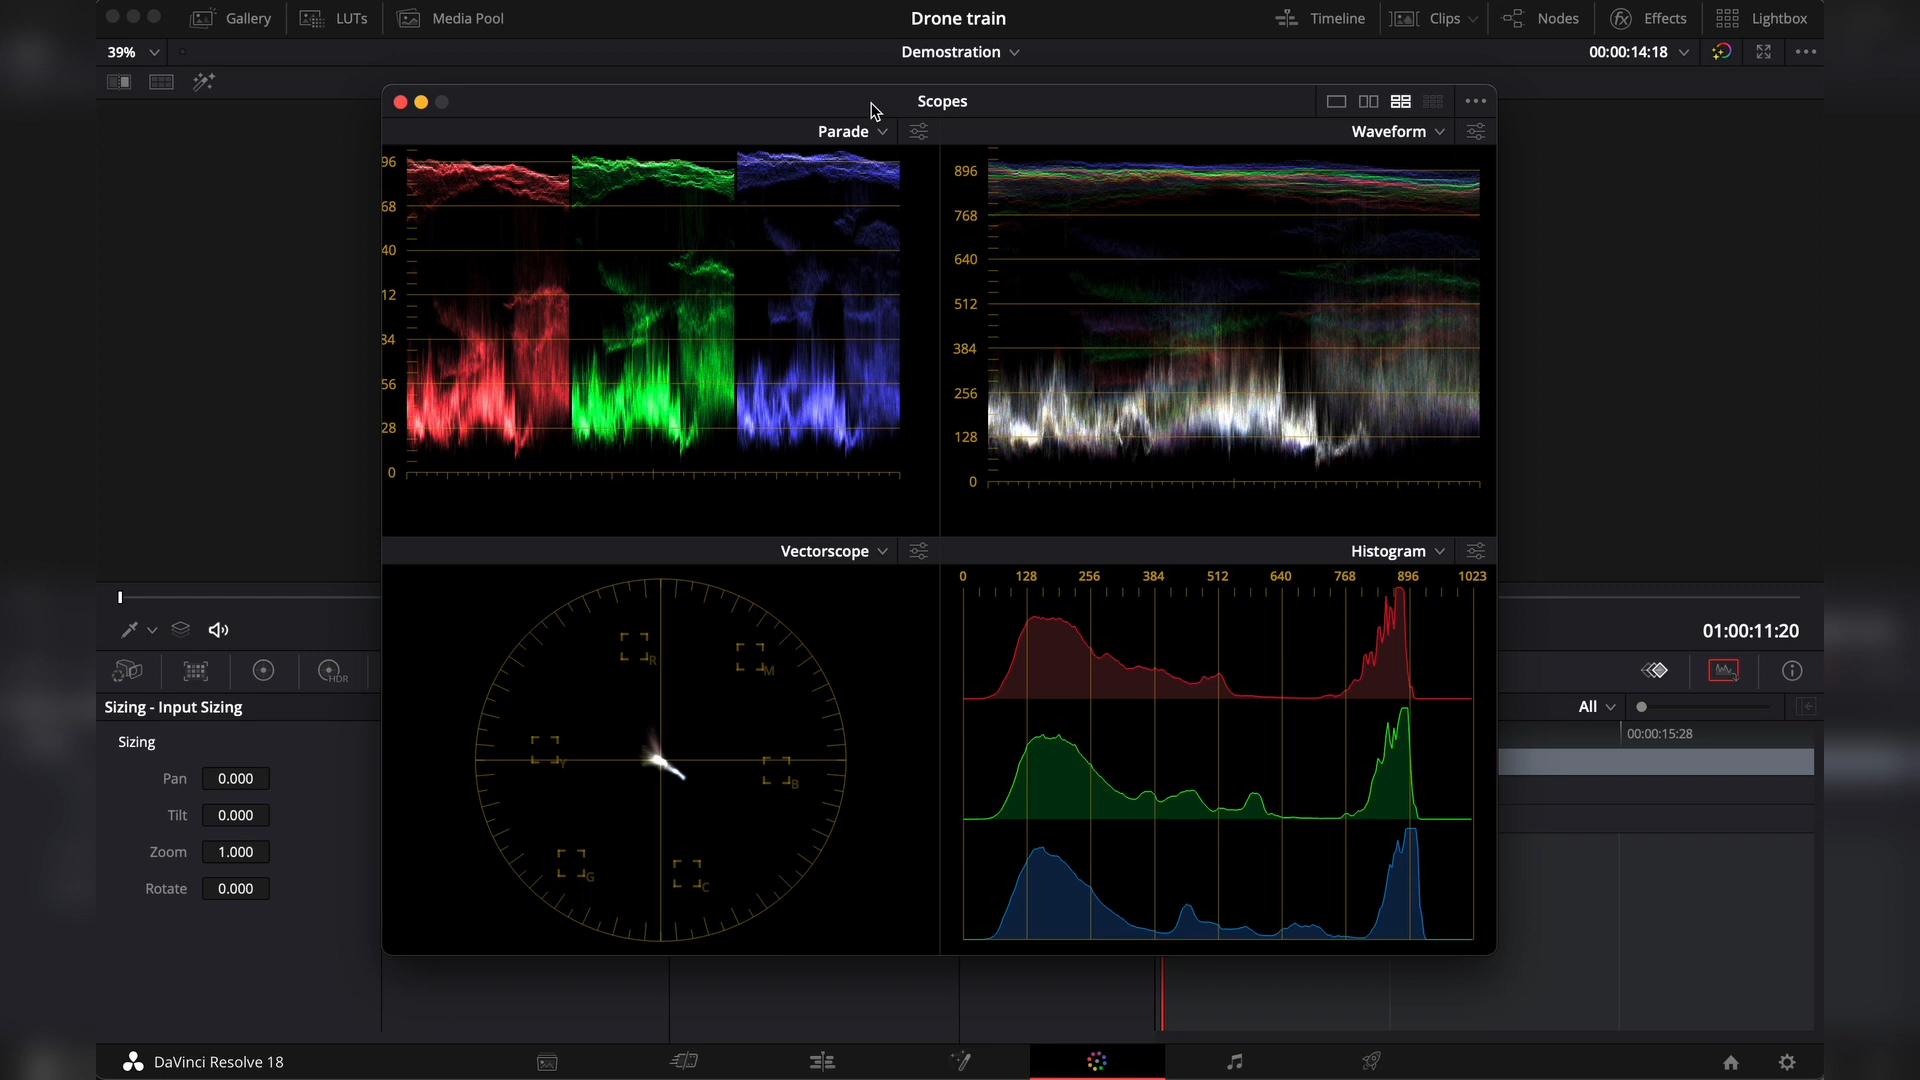 Gallery
LUTs
Media Pool
Drone train
Timeline
Clips
Nodes
Effects
Lightbox
39%
Demostration
00:00:14:18
Scopes
Parade
Waveform
96
68
40
12
84
56
28
0
896
768
640
512
384
256
128
0
Vectorscope
Histogram
R
M
Y
B
G
C
0 128 256 384 512 640 768 896 1023
HDR
01:00:11:20
Sizing - Input Sizing
All
00:00:15:28
Sizing
Pan 0.000
Tilt 0.000
Zoom 1.000
Rotate 0.000
DaVinci Resolve 18